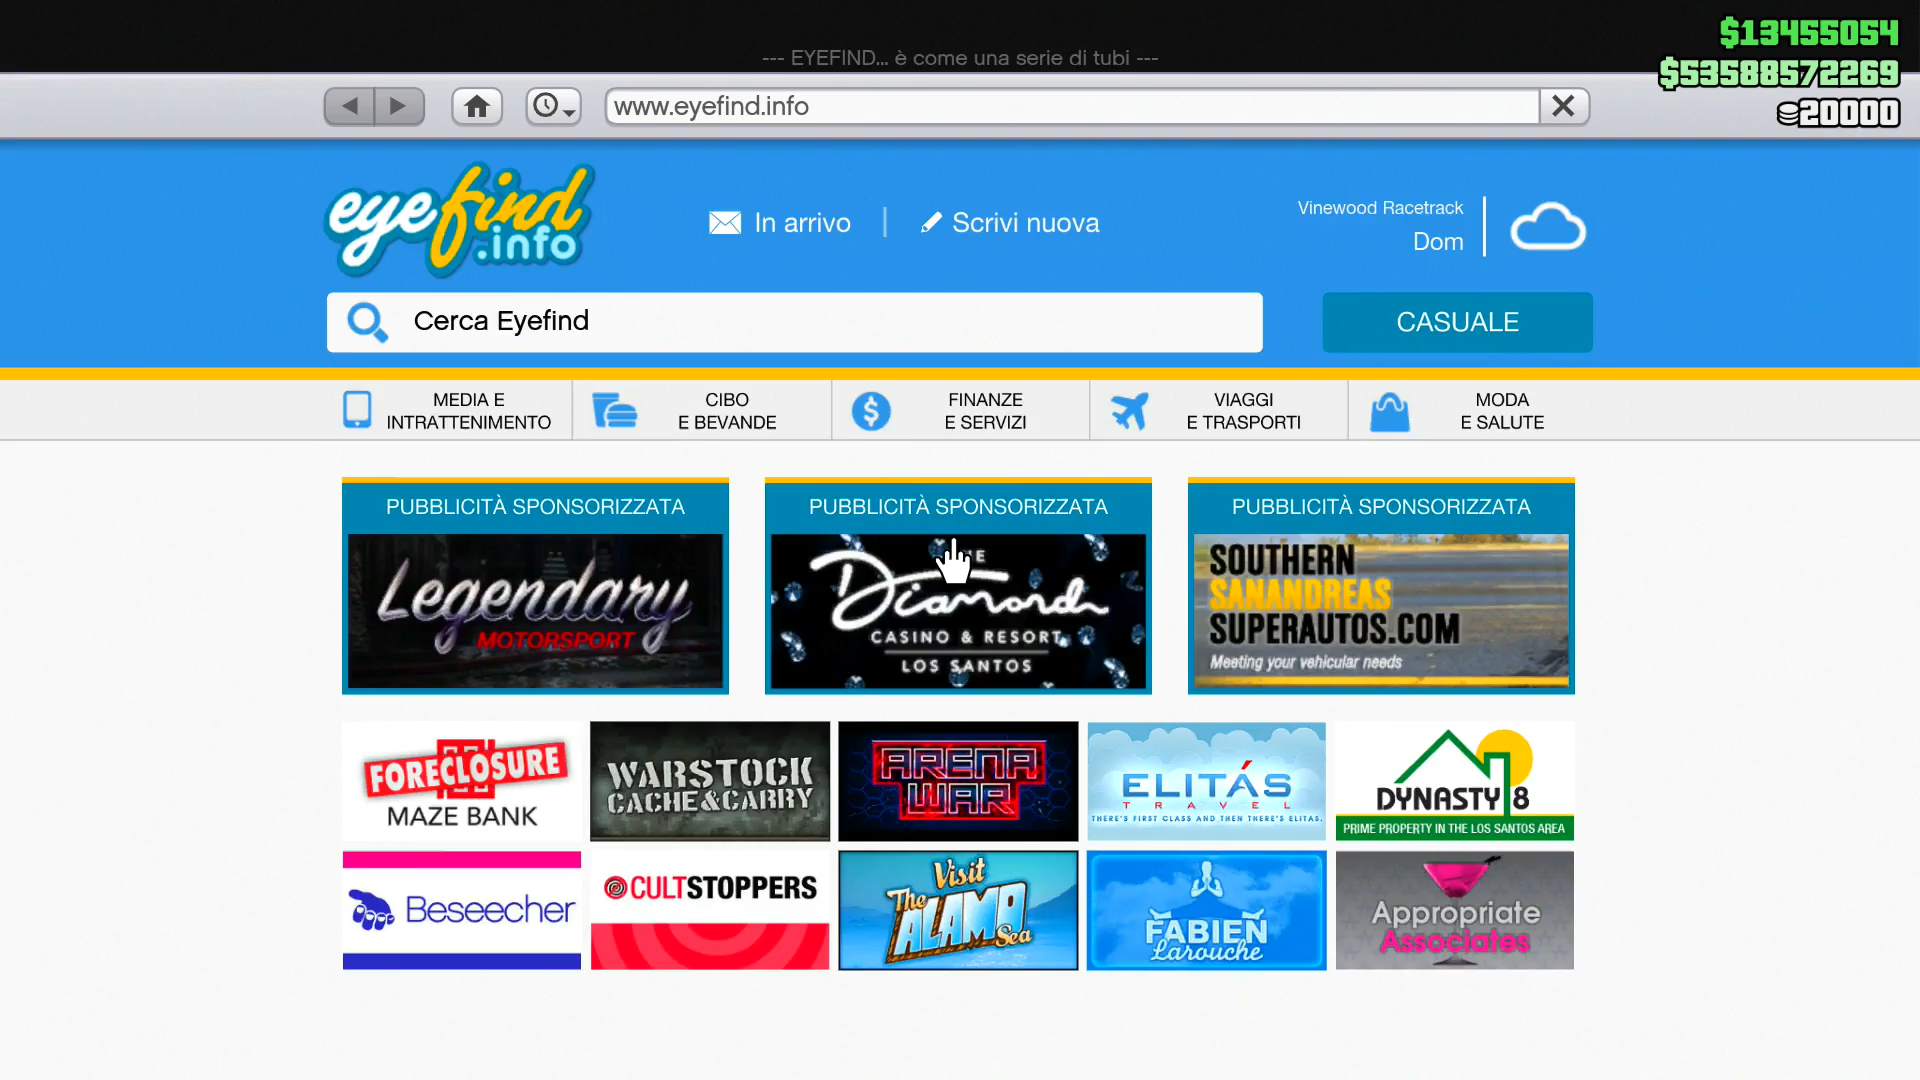 --- EYEFIND... è come una serie di tubi ---
$13455054
$53588572269
20000
www.eyefind.info
eyefind
.info
In arrivo
Scrivi nuova
Vinewood Racetrack
Dom
Cerca Eyefind
CASUALE
MEDIA E
INTRATTENIMENTO
CIBO
E BEVANDE
FINANZE
E SERVIZI
VIAGGI
E TRASPORTI
MODA
E SALUTE
PUBBLICITÀ SPONSORIZZATA
Legendary
MOTORSPORT
PUBBLICITÀ SPONSORIZZATA
Diamond
CASINO & RESORT
LOS SANTOS
PUBBLICITÀ SPONSORIZZATA
SOUTHERN
SANANDREAS
SUPERAUTOS.COM
Meeting your vehicular needs
FORECLOSURE
MAZE BANK
WARSTOCK
CACHE&CARRY
ARENA
WAR
ELITÁS
TRAVEL
THERE'S FIRST CLASS AND THEN THERE'S ELITAS.
DYNASTY 8
PRIME PROPERTY IN THE LOS SANTOS AREA
Beseecher
CULTSTOPPERS
Visit
The
ALAMO
Sea
FABIEN
Larouche
Appropriate
Associates